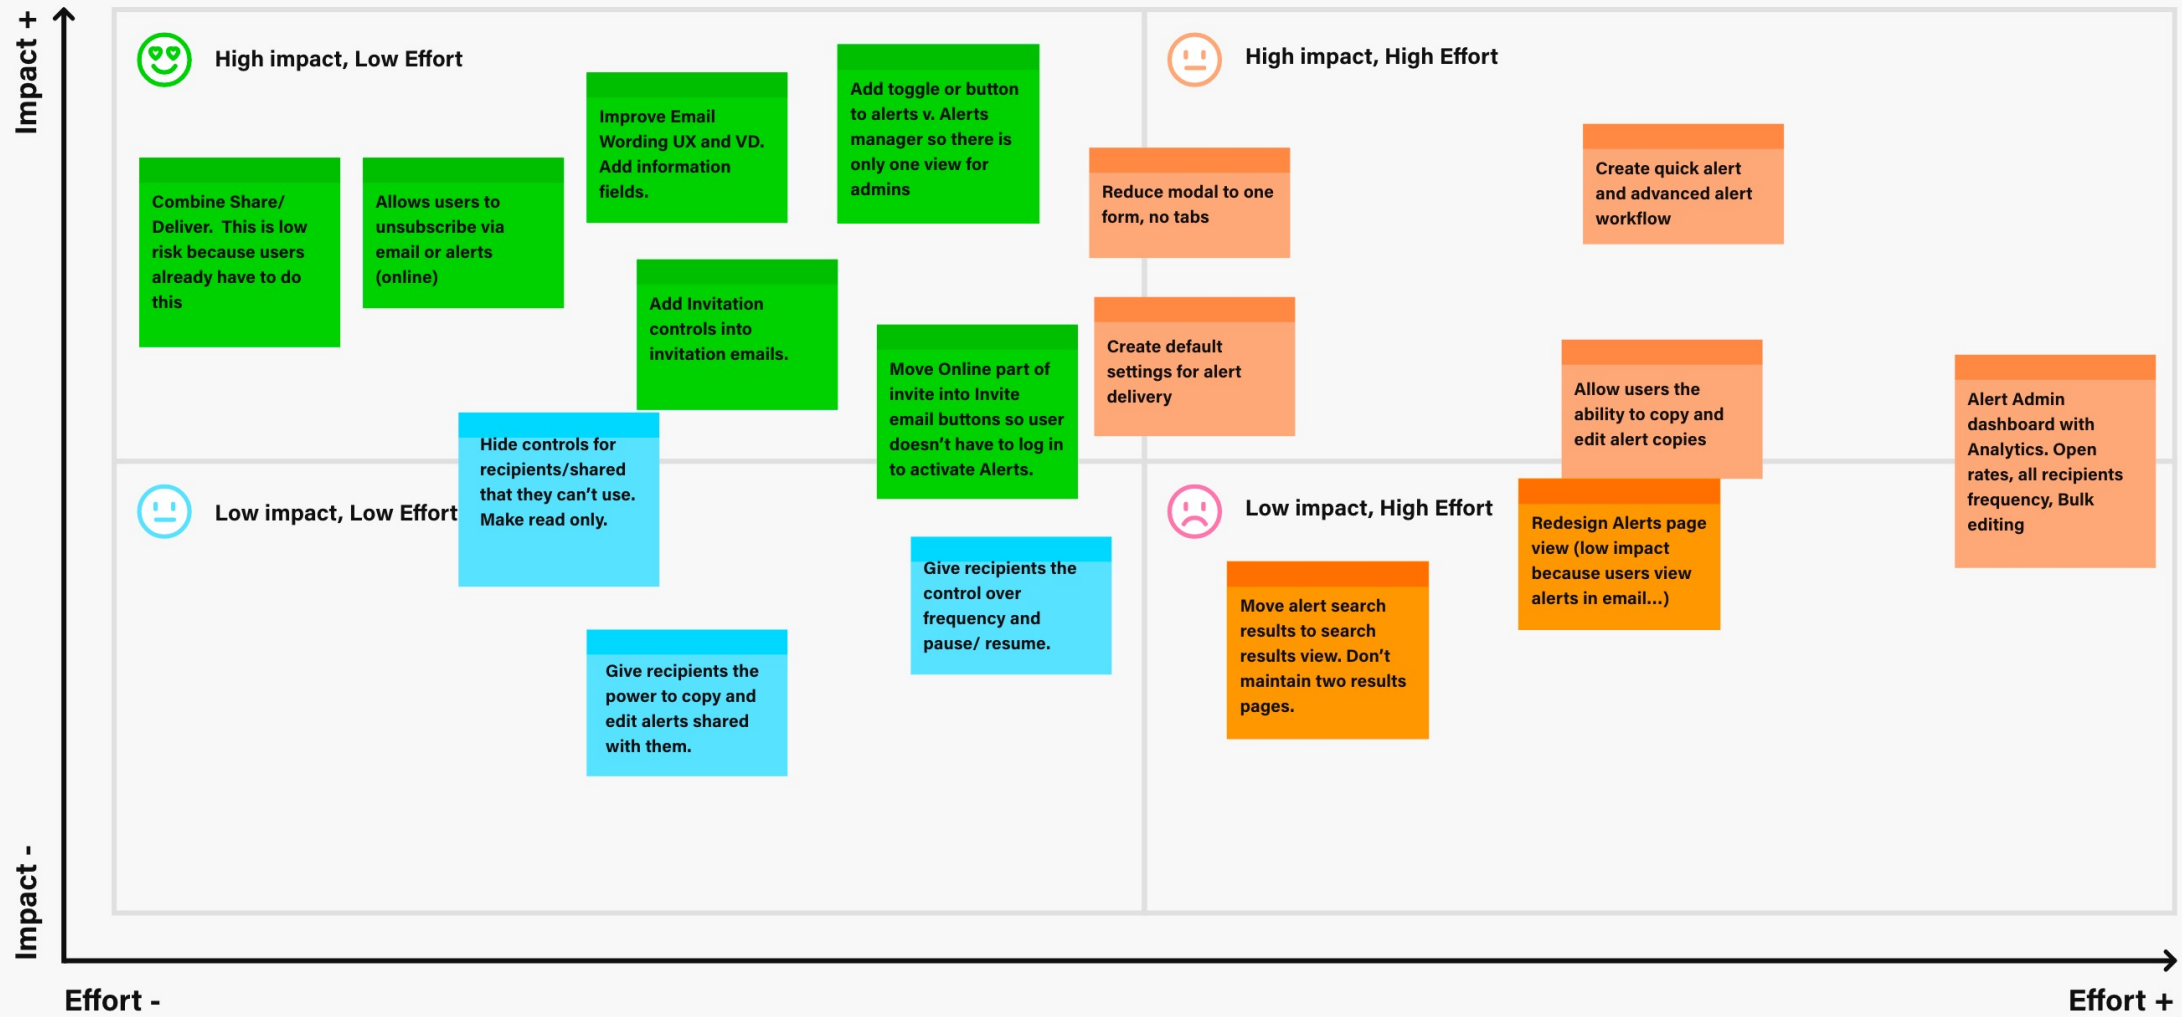 Impact +
High impact, Low Effort
High impact, High Effort
Combine Share/
Deliver.  This is low
risk because users
already have to do
this
Allows users to
unsubscribe via
email or alerts
(online)
Improve Email
Wording UX and VD.
Add information
fields.
Add toggle or button
to alerts v. Alerts
manager so there is
only one view for
admins
Add Invitation
controls into
invitation emails.
Move Online part of
invite into Invite
email buttons so user
doesn’t have to log in
to activate Alerts.
Reduce modal to one
form, no tabs
Create default
settings for alert
delivery
Create quick alert
and advanced alert
workflow
Allow users the
ability to copy and
edit alert copies
Alert Admin
dashboard with
Analytics. Open
rates, all recipients
frequency, Bulk
editing
Low impact, Low Effort
Hide controls for
recipients/shared
that they can’t use.
Make read only.
Give recipients the
power to copy and
edit alerts shared
with them.
Give recipients the
control over
frequency and
pause/ resume.
Low impact, High Effort
Move alert search
results to search
results view. Don’t
maintain two results
pages.
Redesign Alerts page
view (low impact
because users view
alerts in email...)
Impact -
Effort -
Effort +